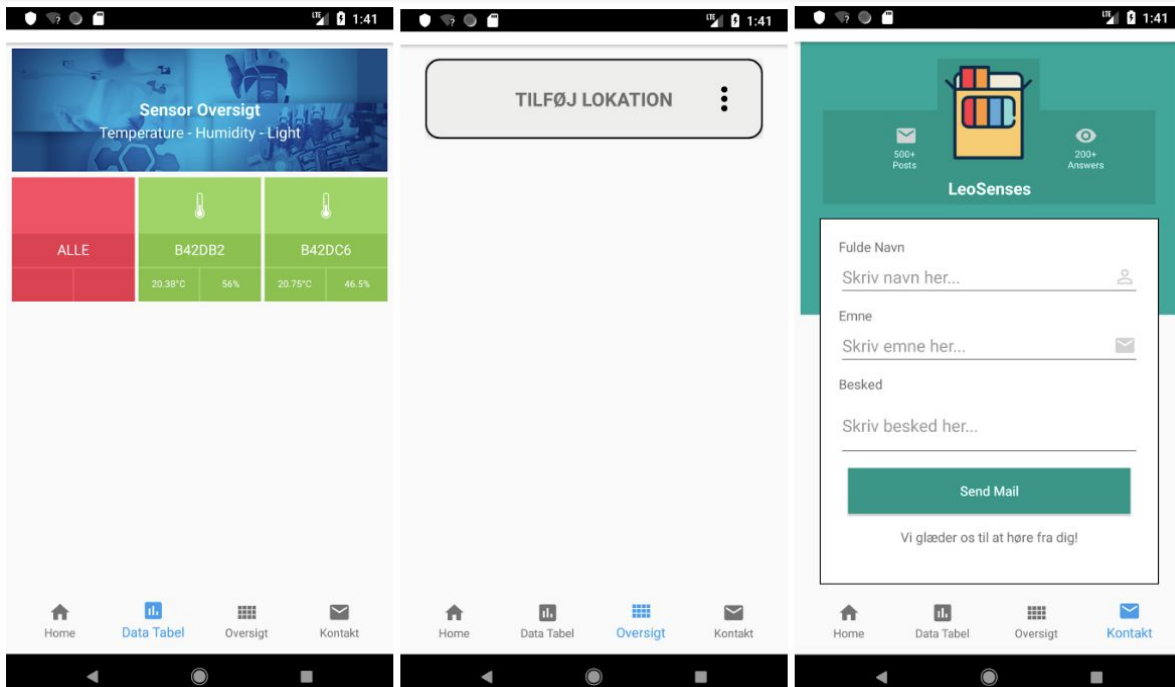 LTE 1:41
Sensor Oversigt
Temperature - Humidity - Light
ALLE
B42DB2
B42DC6
20.38°C 56%
20.75°C 46.5%
Home
Data Tabel
Oversigt
Kontakt
? LTE 1:41
TILFØJ LOKATION
Home
Data Tabel
Oversigt
Kontakt
? LTE 1:41
500+
Posts
200+
Answers
LeoSenses
Fulde Navn
Skriv navn her...
Emne
Skriv emne her...
Besked
Skriv besked her...
Send Mail
Vi glæder os til at høre fra dig!
Home
Data Tabel
Oversigt
Kontakt